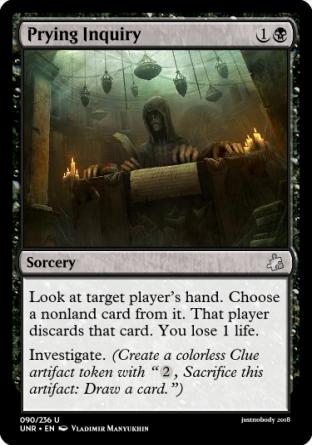 Prying Inquiry 1
Sorcery
Look at target player's hand. Choose
a nonland card from it. That player
discards that card. You lose 1 life.
Investigate. (Create a colorless Clue
artifact token with “2, Sacrifice this
artifact: Draw a card.”)
090/236 U
UNR • EN Vladimir Manyukhin
justnobody 2018